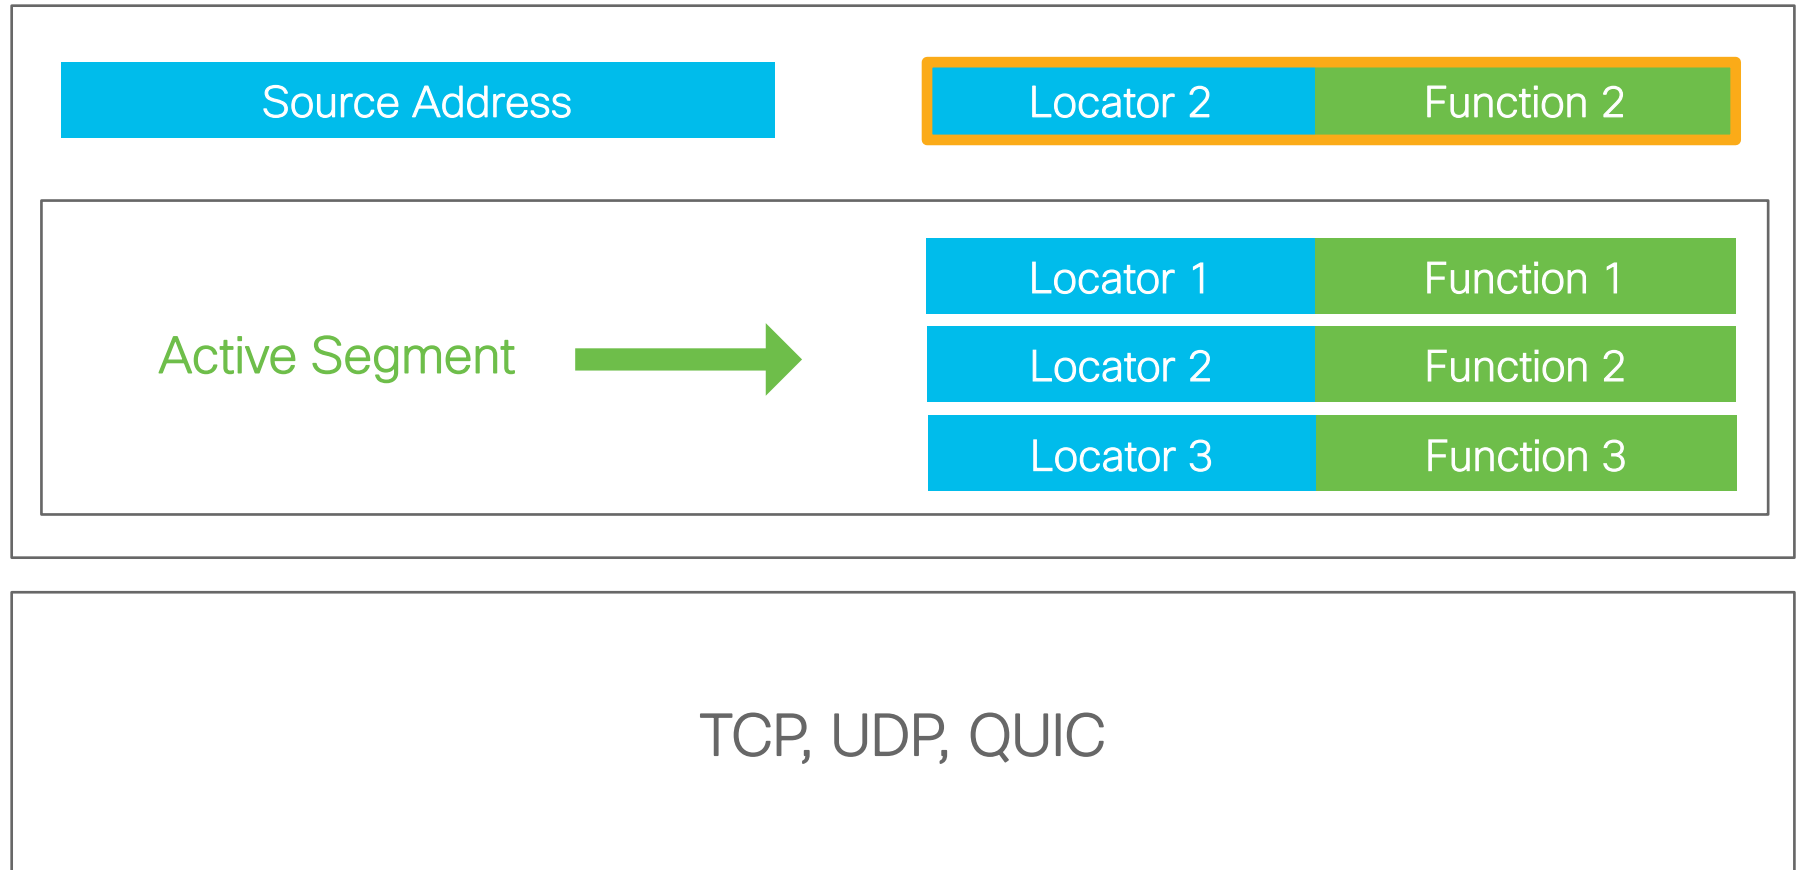 Source Address Locator 2 Function 2
Locator 1 Function 1
Active Segment Locator 2 Function 2
Locator 3 Function 3
TCP, UDP, QUIC